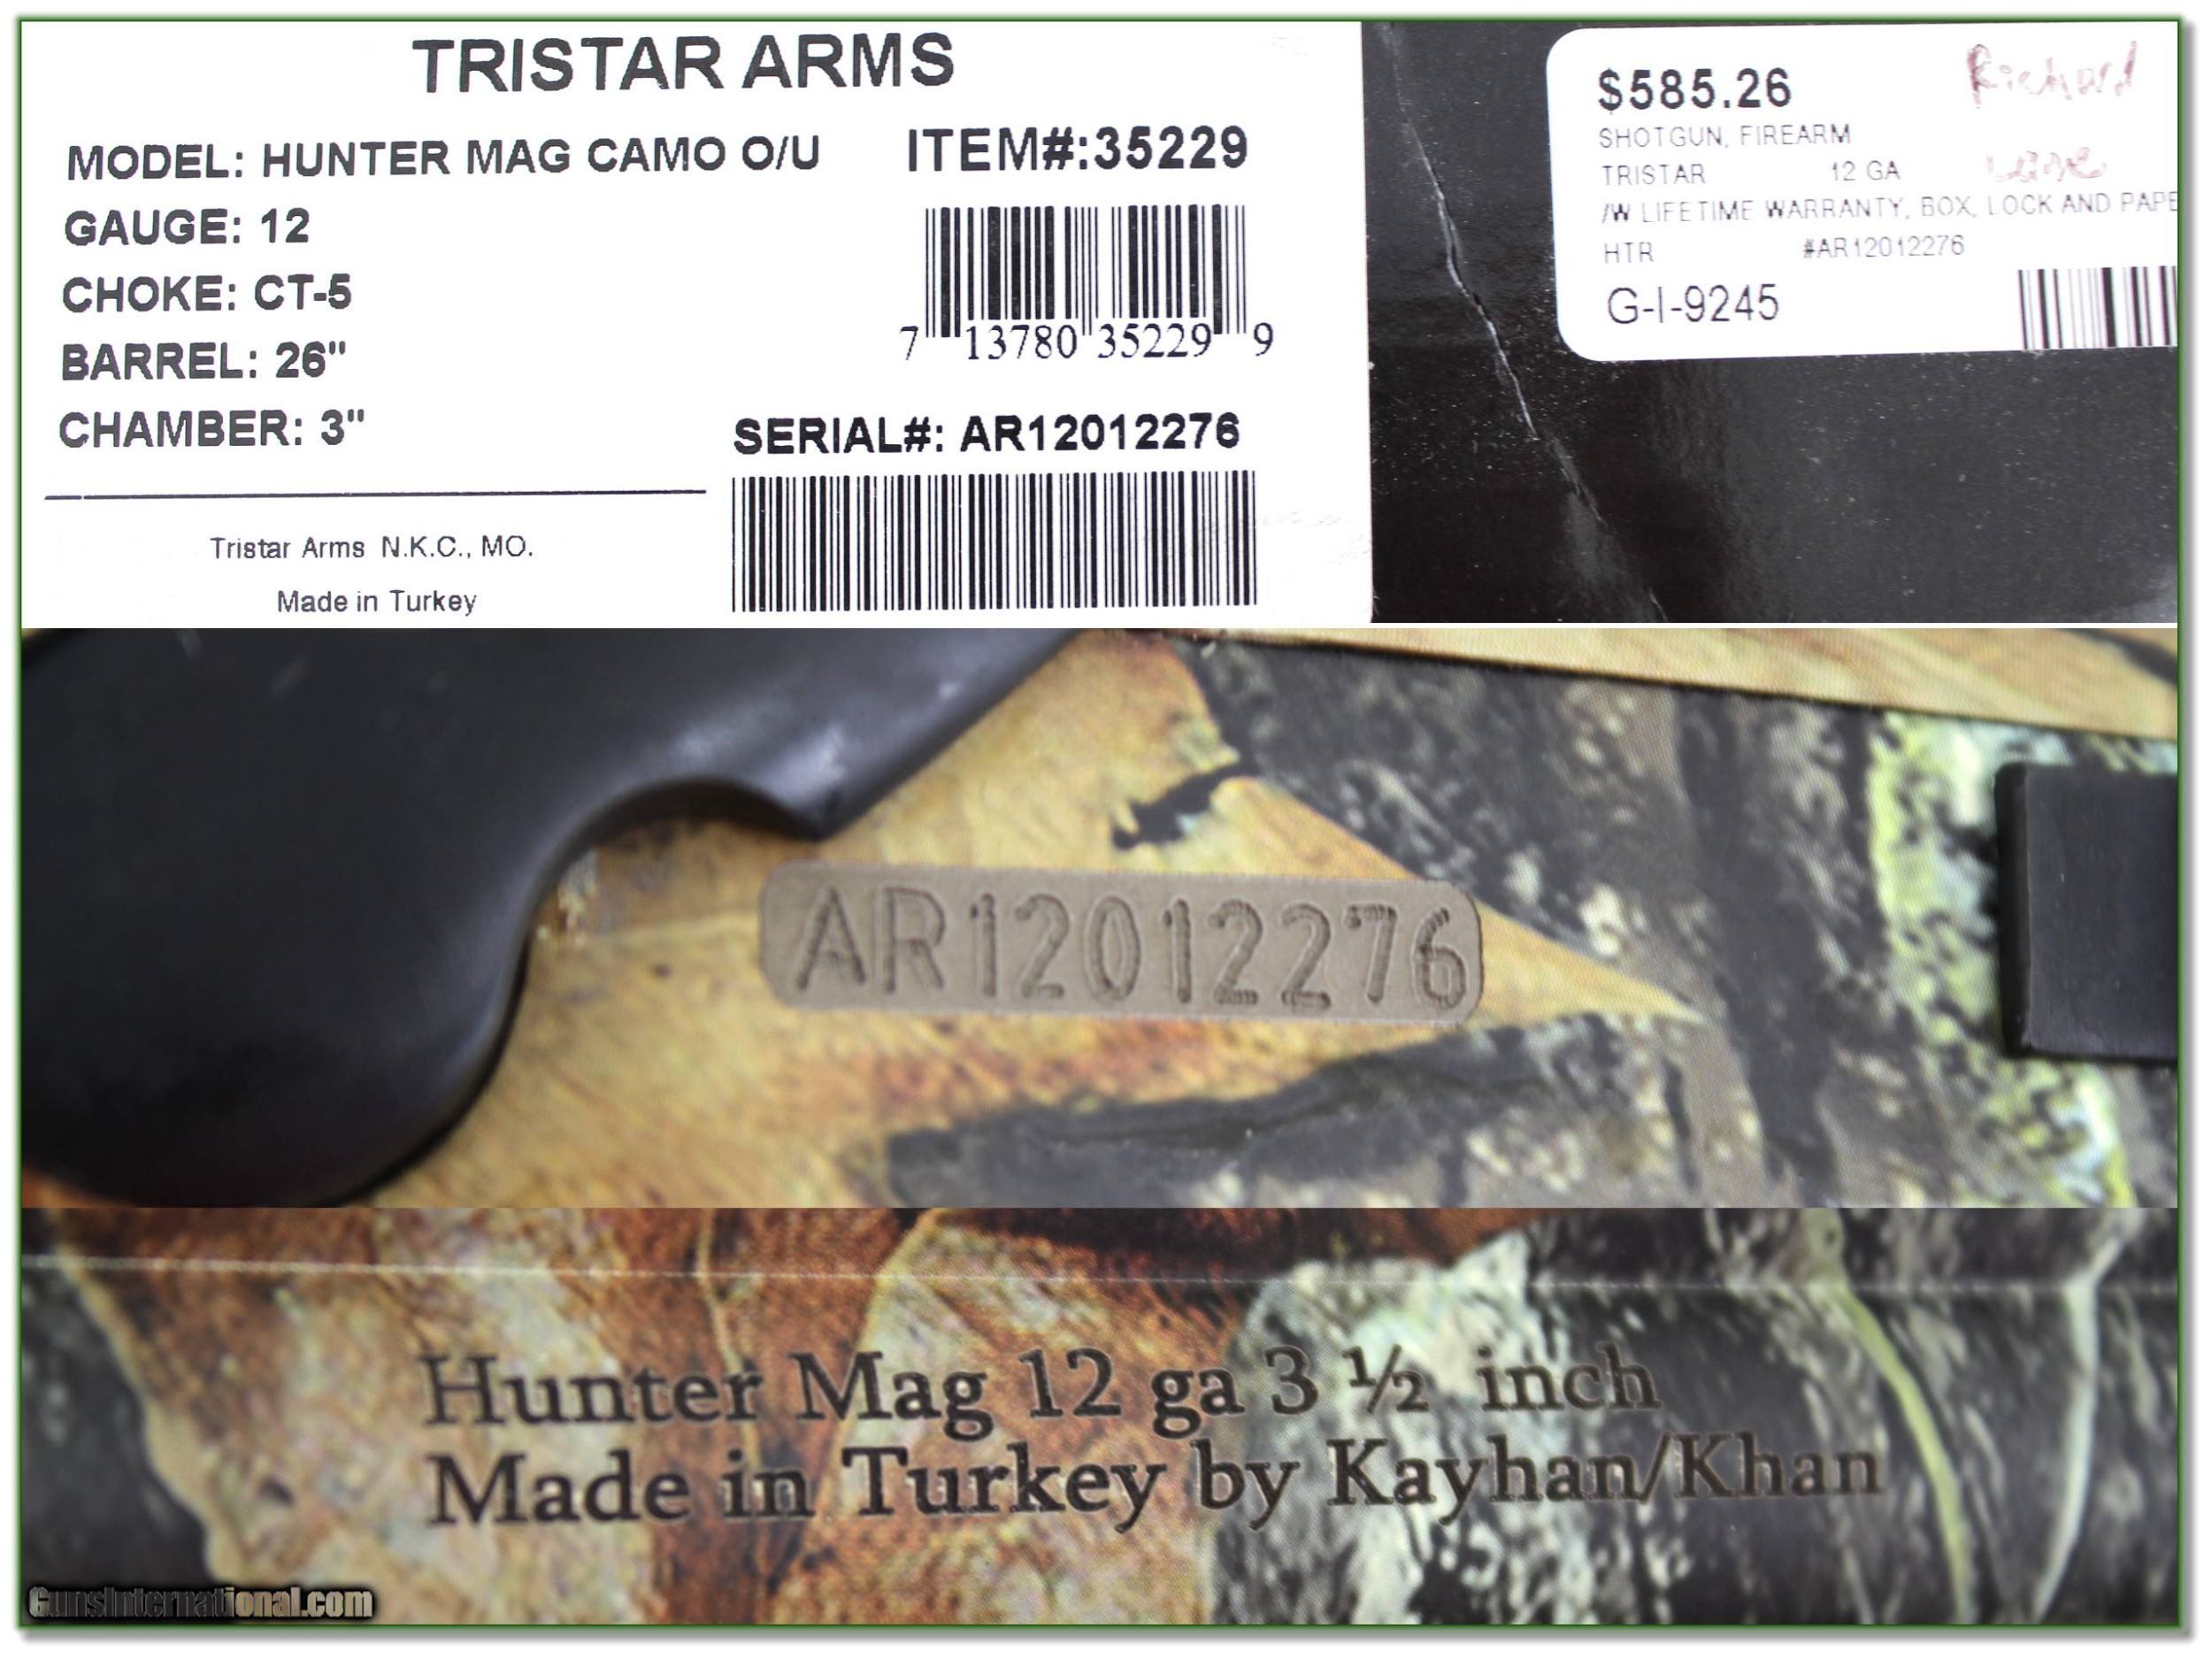 TRISTAR ARMS
MODEL: HUNTER MAG CAMO O/U
ITEM#:35229
GAUGE: 12
CHOKE: CT-5
BARREL: 26"
CHAMBER: 3"
7 13780 35229 9
SERIAL#: AR12012276
Tristar Arms N.K.C., MO.
Made in Turkey
$585.26
Richard
SHOTGUN, FIREARM
TRISTAR 12 GA
/W LIFETIME WARRANTY, BOX, LOCK AND PAPE
HTR #AR12012276
G-I-9245
AR12012276
Hunter Mag 12 ga 3 ½ inch
Made in Turkey by Kayhan/Khan
GunsInternational.com